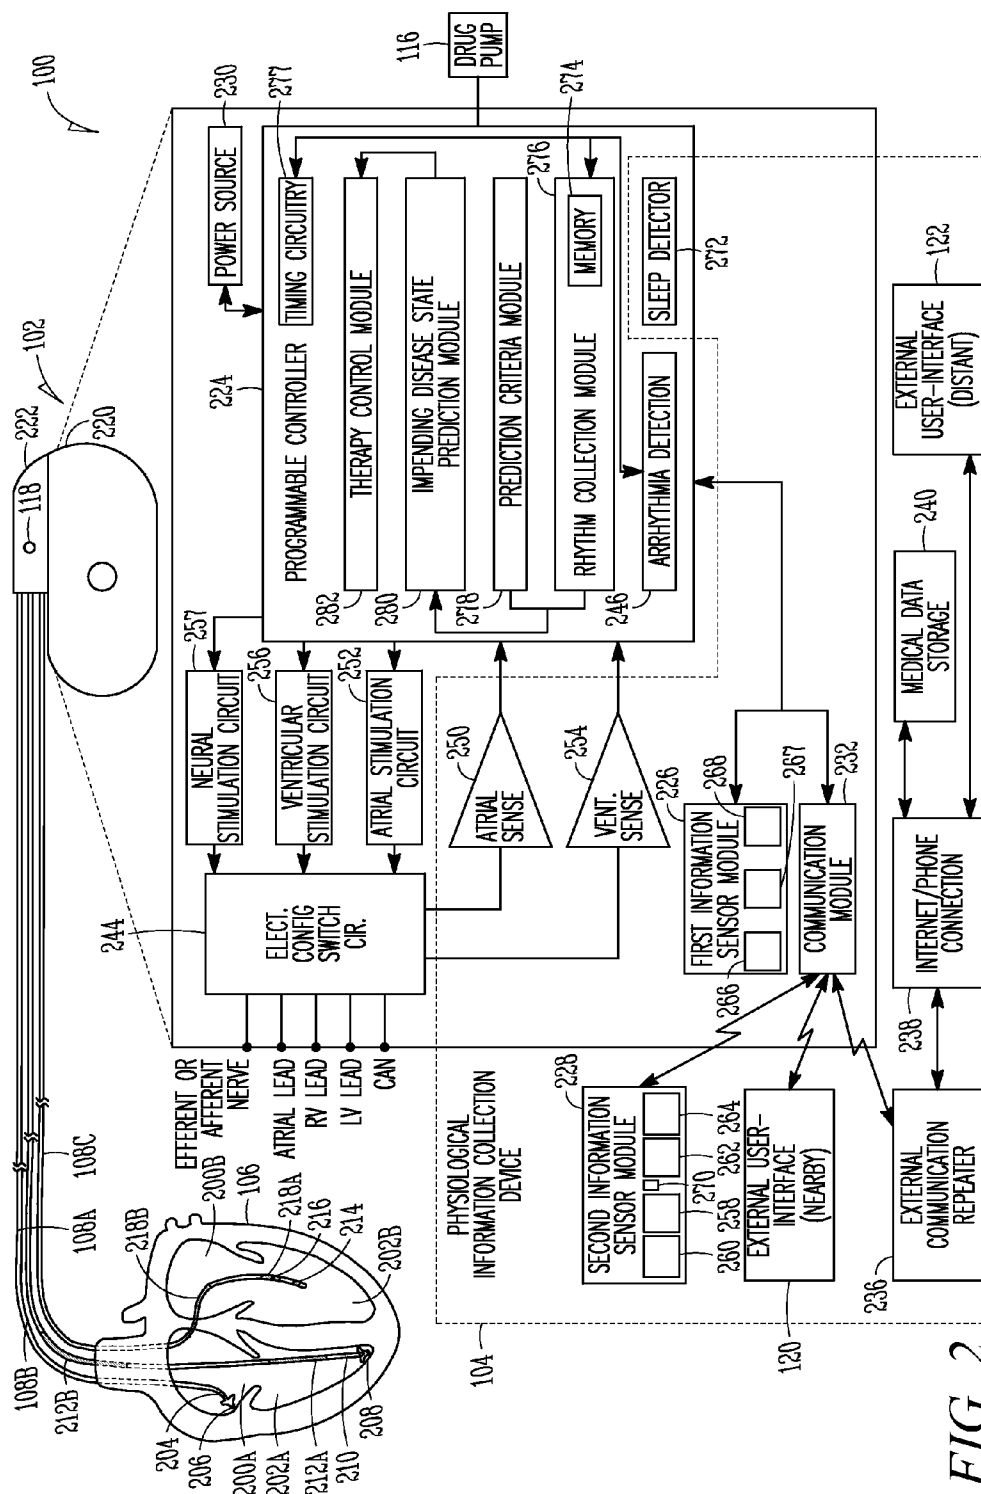 100
102
222
220
118
108A
108B
108C
212B
204
206
200A
202A
212A
210
208
218B
200B
106
218A
216
214
202B
EFFERENT OR
AFFERENT
NERVE
ATRIAL LEAD
RV LEAD
LV LEAD
CAN
244
ELECT.
CONFIG
SWITCH
CIR.
257
NEURAL
STIMULATION CIRCUIT
256
VENTRICULAR
STIMULATION CIRCUIT
252
ATRIAL STIMULATION
CIRCUIT
250
ATRIAL
SENSE
254
VENT.
SENSE
230
POWER SOURCE
116
DRUG
PUMP
224
PROGRAMMABLE CONTROLLER
277
TIMING CIRCUITRY
282
THERAPY CONTROL MODULE
280
IMPENDING DISEASE STATE
PREDICTION MODULE
278
PREDICTION CRITERIA MODULE
276
RHYTHM COLLECTION MODULE
274
MEMORY
246
ARRHYTHMIA DETECTION
SLEEP DETECTOR
272
226
FIRST INFORMATION
SENSOR MODULE
266
268
267
232
COMMUNICATION
MODULE
PHYSIOLOGICAL
INFORMATION COLLECTION
DEVICE
104
228
SECOND INFORMATION
SENSOR MODULE
260
258
270
262
264
EXTERNAL USER-
INTERFACE
(NEARBY)
120
EXTERNAL
COMMUNICATION
REPEATER
236
INTERNET/PHONE
CONNECTION
238
MEDICAL DATA
STORAGE
240
EXTERNAL
USER-INTERFACE
(DISTANT)
122
FIG. 2